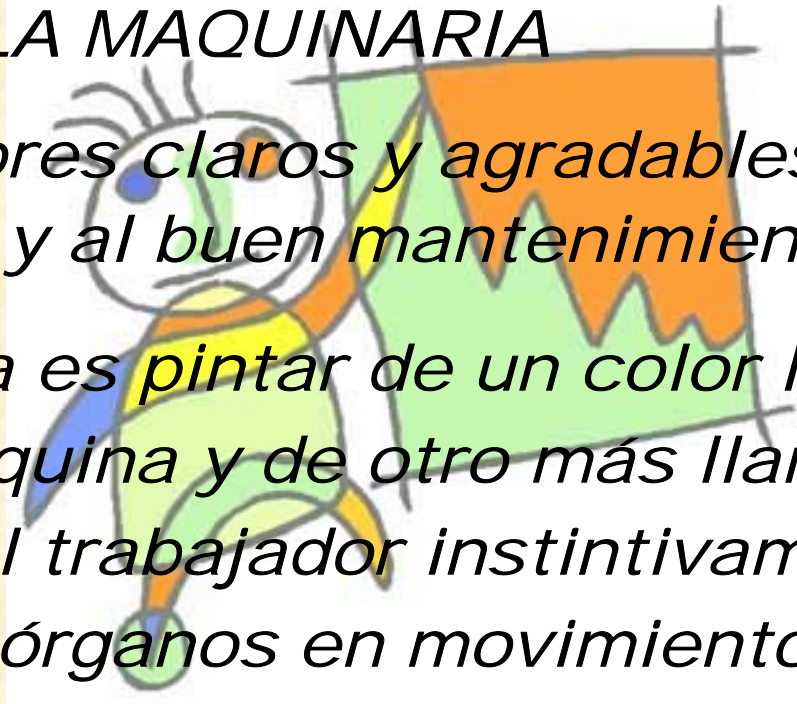 LA MAQUINARIA
ores claros y agradables
y al buen mantenimien
a es pintar de un color l
quina y de otro más llam
l trabajador instintivam
órganos en movimiento